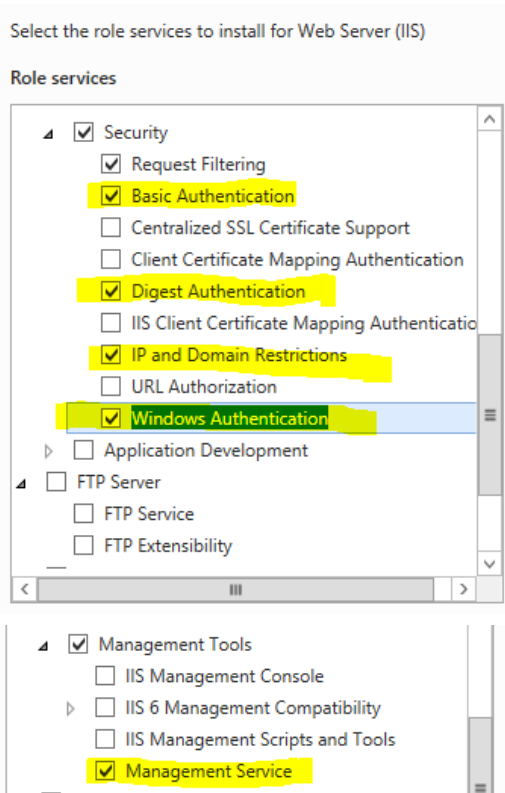 Select the role services to install for Web Server (IIS)
Role services
Security
Request Filtering
Basic Authentication
Centralized SSL Certificate Support
Client Certificate Mapping Authentication
Digest Authentication
IIS Client Certificate Mapping Authenticatio
IP and Domain Restrictions
URL Authorization
Windows Authentication
Application Development
FTP Server
FTP Service
FTP Extensibility
Management Tools
IIS Management Console
IIS 6 Management Compatibility
IIS Management Scripts and Tools
Management Service